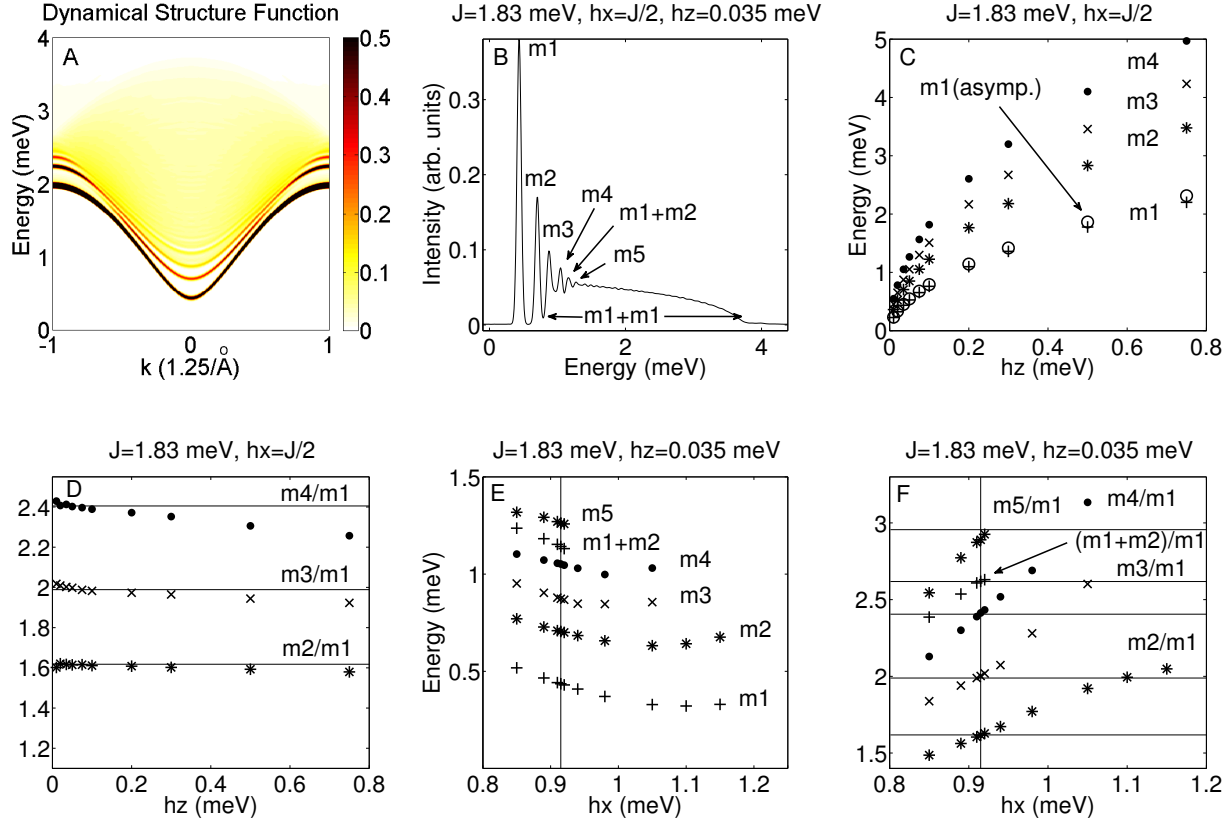 Dynamical Structure Function
A
Energy (meV)
4
3
2
1
0
-1
0
1
k (1.25/Å)
0.5
0.4
0.3
0.2
0.1
0
J=1.83 meV, hx=J/2, hz=0.035 meV
B
Intensity (arb. units)
0.3
0.2
0.1
0
m1
m2
m3
m4
m1+m2
m5
m1+m1
0
2
4
Energy (meV)
J=1.83 meV, hx=J/2
C
Energy (meV)
5
4
3
2
1
0
m1(asymp.)
m4
m3
m2
m1
0
0.2
0.4
0.6
0.8
hz (meV)
J=1.83 meV, hx=J/2
D
2.4
2.2
2
1.8
1.6
1.4
1.2
m4/m1
m3/m1
m2/m1
0
0.2
0.4
0.6
0.8
hz (meV)
J=1.83 meV, hz=0.035 meV
E
Energy (meV)
1.5
1
0.5
m5
m1+m2
m4
m3
m2
m1
0.8
0.9
1
1.1
1.2
hx (meV)
J=1.83 meV, hz=0.035 meV
F
3
2.5
2
1.5
m5/m1
m4/m1
(m1+m2)/m1
m3/m1
m2/m1
0.8
0.9
1
1.1
1.2
hx (meV)